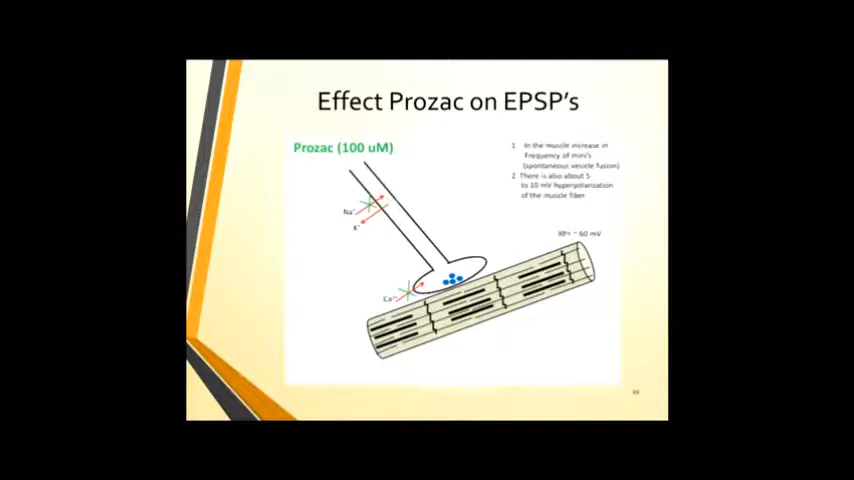 Effect Prozac on EPSP's
Prozac (100 uM)
1 In the muscle increase in
Frequency of mini's
(spontaneous vesicle fusion)
2 There is also about 5
to 10 mV hyperpolarization
of the muscle fiber
Na⁺
K⁺
RP= - 60 mV
Ca²⁺